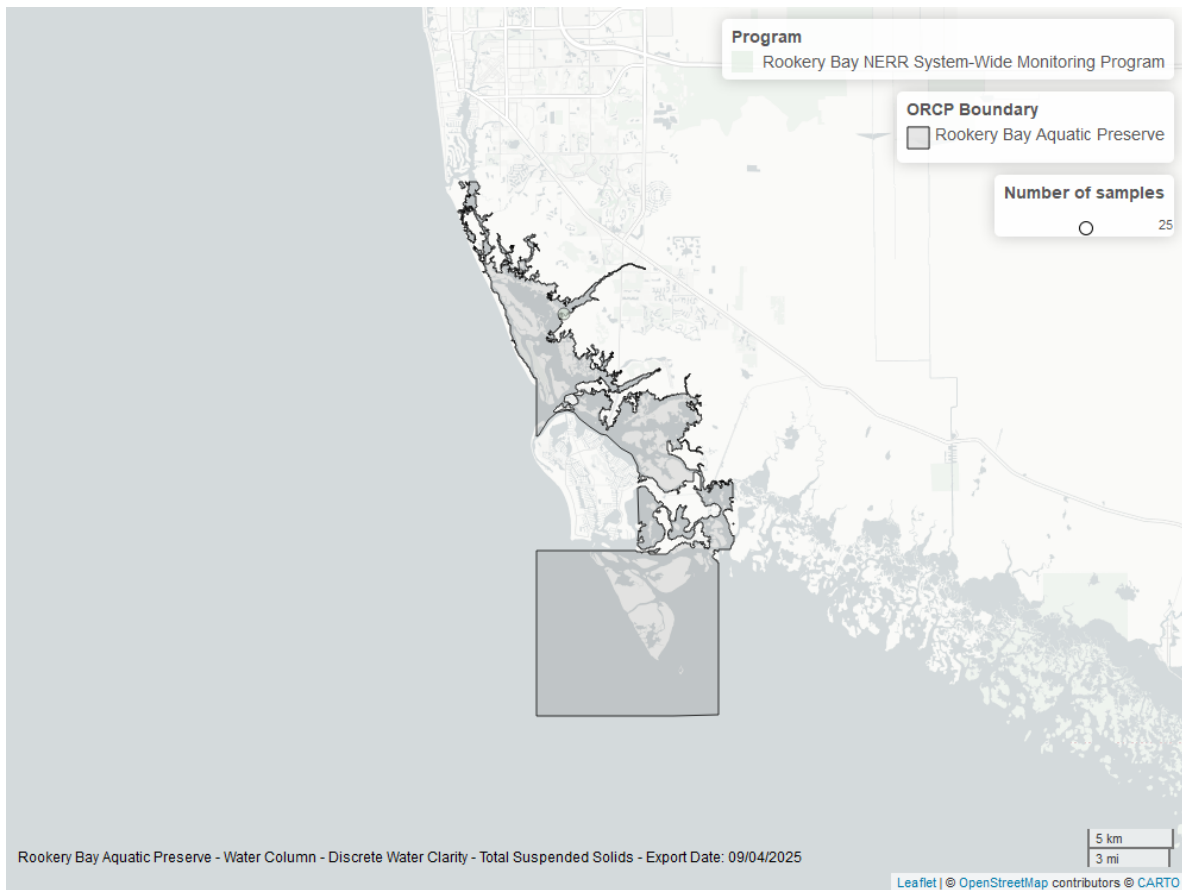 Program
Rookery Bay NERR System-Wide Monitoring Program
ORCP Boundary
Rookery Bay Aquatic Preserve
Number of samples
25
5 km
3 mi
Rookery Bay Aquatic Preserve - Water Column - Discrete Water Clarity - Total Suspended Solids - Export Date: 09/04/2025
Leaflet | © OpenStreetMap contributors © CARTO